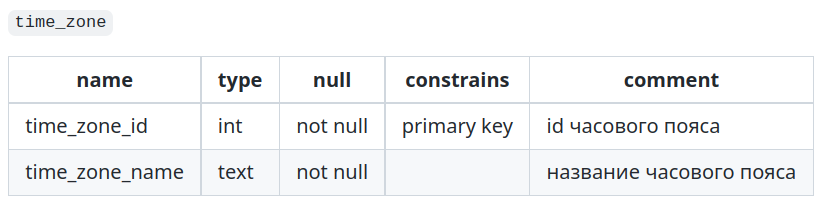 time_zone
name type null constrains comment
time_zone_id int not null primary key id часового пояса
time_zone_name text not null название часового пояса